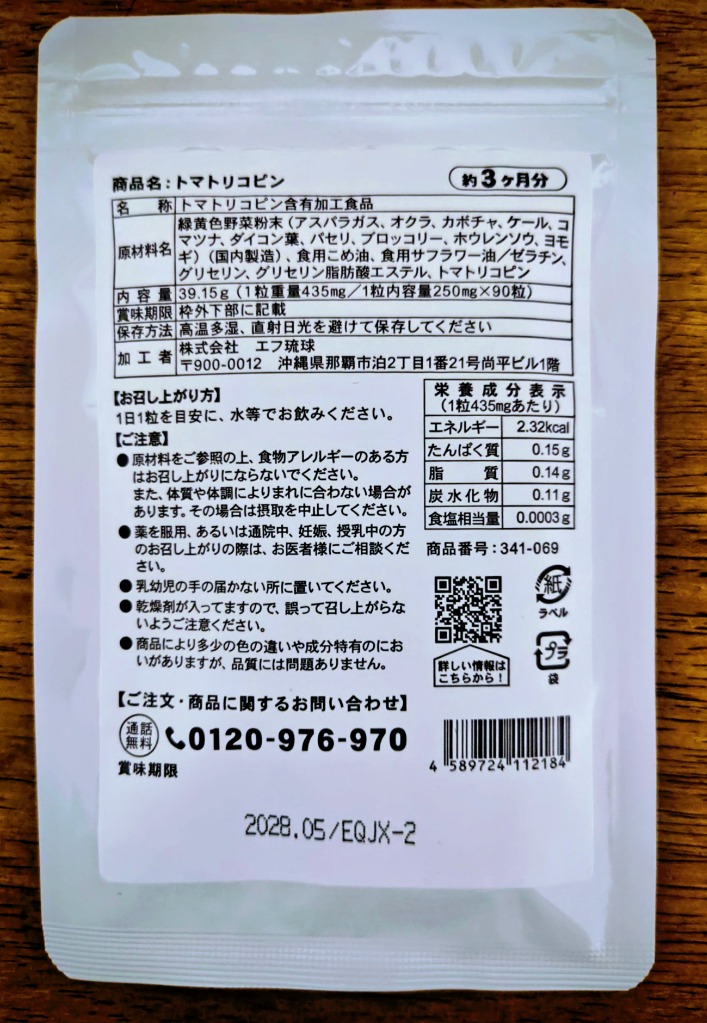 商品名：トマトリコピン
約3ヶ月分
名 称 トマトリコピン含有加工食品
原材料名 緑黄色野菜粉末（アスパラガス、オクラ、カボチャ、ケール、コ
マツナ、ダイコン葉、パセリ、ブロッコリー、ホウレンソウ、ヨモ
ギ）（国内製造）、食用こめ油、食用サフラワー油／ゼラチン、
グリセリン、グリセリン脂肪酸エステル、トマトリコピン
内容量 39.15g（1粒重量435mg／1粒内容量250mg×90粒）
賞味期限 枠外下部に記載
保存方法 高温多湿、直射日光を避けて保存してください
加工者 株式会社 エフ琉球
〒900-0012 沖縄県那覇市泊2丁目1番21号尚平ビル1階
【お召し上がり方】
1日1粒を目安に、水等でお飲みください。
【ご注意】
●原材料をご参照の上、食物アレルギーのある方
はお召し上がりにならないでください。
また、体質や体調によりまれに合わない場合が
あります。その場合は摂取を中止してください。
●薬を服用、あるいは通院中、妊娠、授乳中の方
のお召し上がりの際は、お医者様にご相談くだ
さい。
●乳幼児の手の届かない所に置いてください。
●乾燥剤が入ってますので、誤って召し上がらな
いようご注意ください。
●商品により多少の色の違いや成分特有のにお
いがありますが、品質には問題ありません。
栄養成分表示
（1粒435mgあたり）
エネルギー 2.32kcal
たんぱく質 0.15g
脂 質 0.14g
炭水化物 0.11g
食塩相当量 0.0003g
商品番号：341-069
紙
ラベル
プラ
袋
詳しい情報は
こちらから！
【ご注文・商品に関するお問い合わせ】
通話
無料
0120-976-970
4 589724 112184
賞味期限
2028.05/EQJX-2